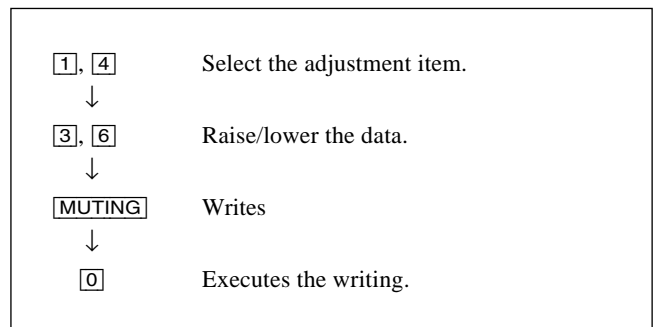 1, 4 Select the adjustment item.
↓
3, 6 Raise/lower the data.
↓
MUTING Writes
↓
0 Executes the writing.